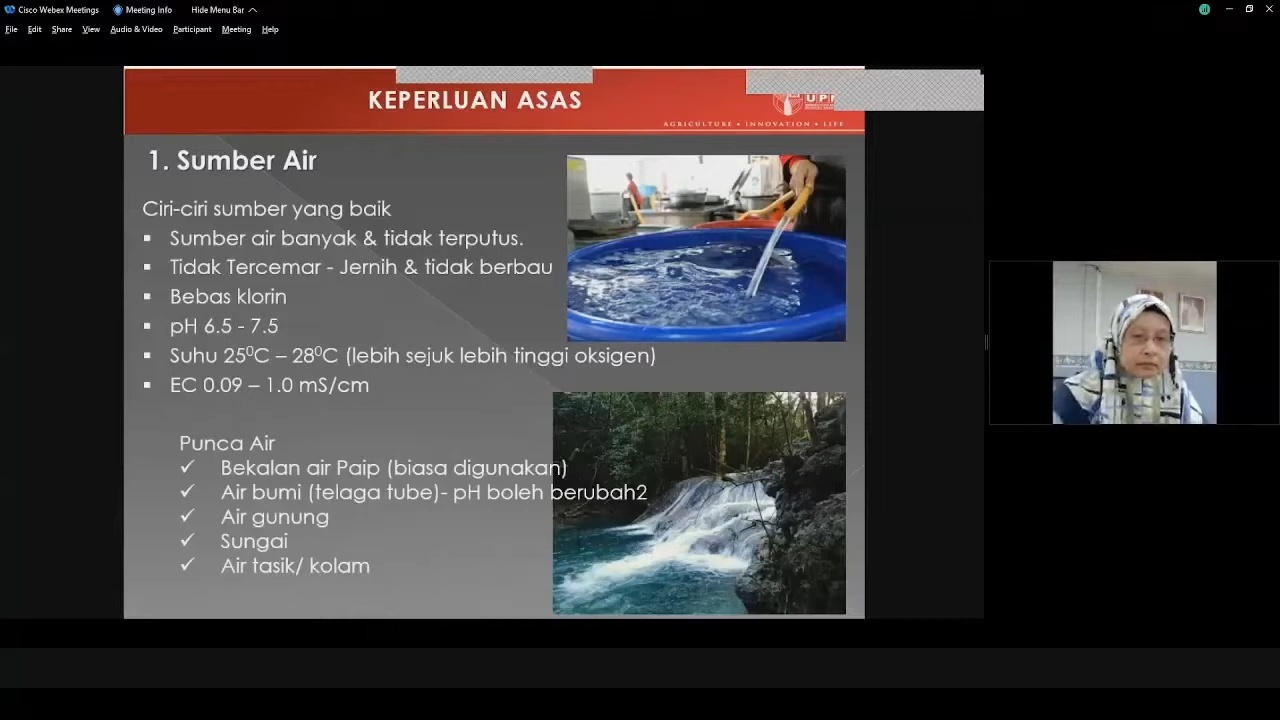 Cisco Webex Meetings Meeting Info Hide Menu Bar
File Edit Share View Audio & Video Participant Meeting Help
KEPERLUAN ASAS
AGRICULTURE • INNOVATION • LIFE
1. Sumber Air
Ciri-ciri sumber yang baik
▪ Sumber air banyak & tidak terputus.
▪ Tidak Tercemar - Jernih & tidak berbau
▪ Bebas klorin
▪ pH 6.5 - 7.5
▪ Suhu 25⁰C – 28⁰C (lebih sejuk lebih tinggi oksigen)
▪ EC 0.09 – 1.0 mS/cm
Punca Air
✓ Bekalan air Paip (biasa digunakan)
✓ Air bumi (telaga tube)- pH boleh berubah2
✓ Air gunung
✓ Sungai
✓ Air tasik/ kolam